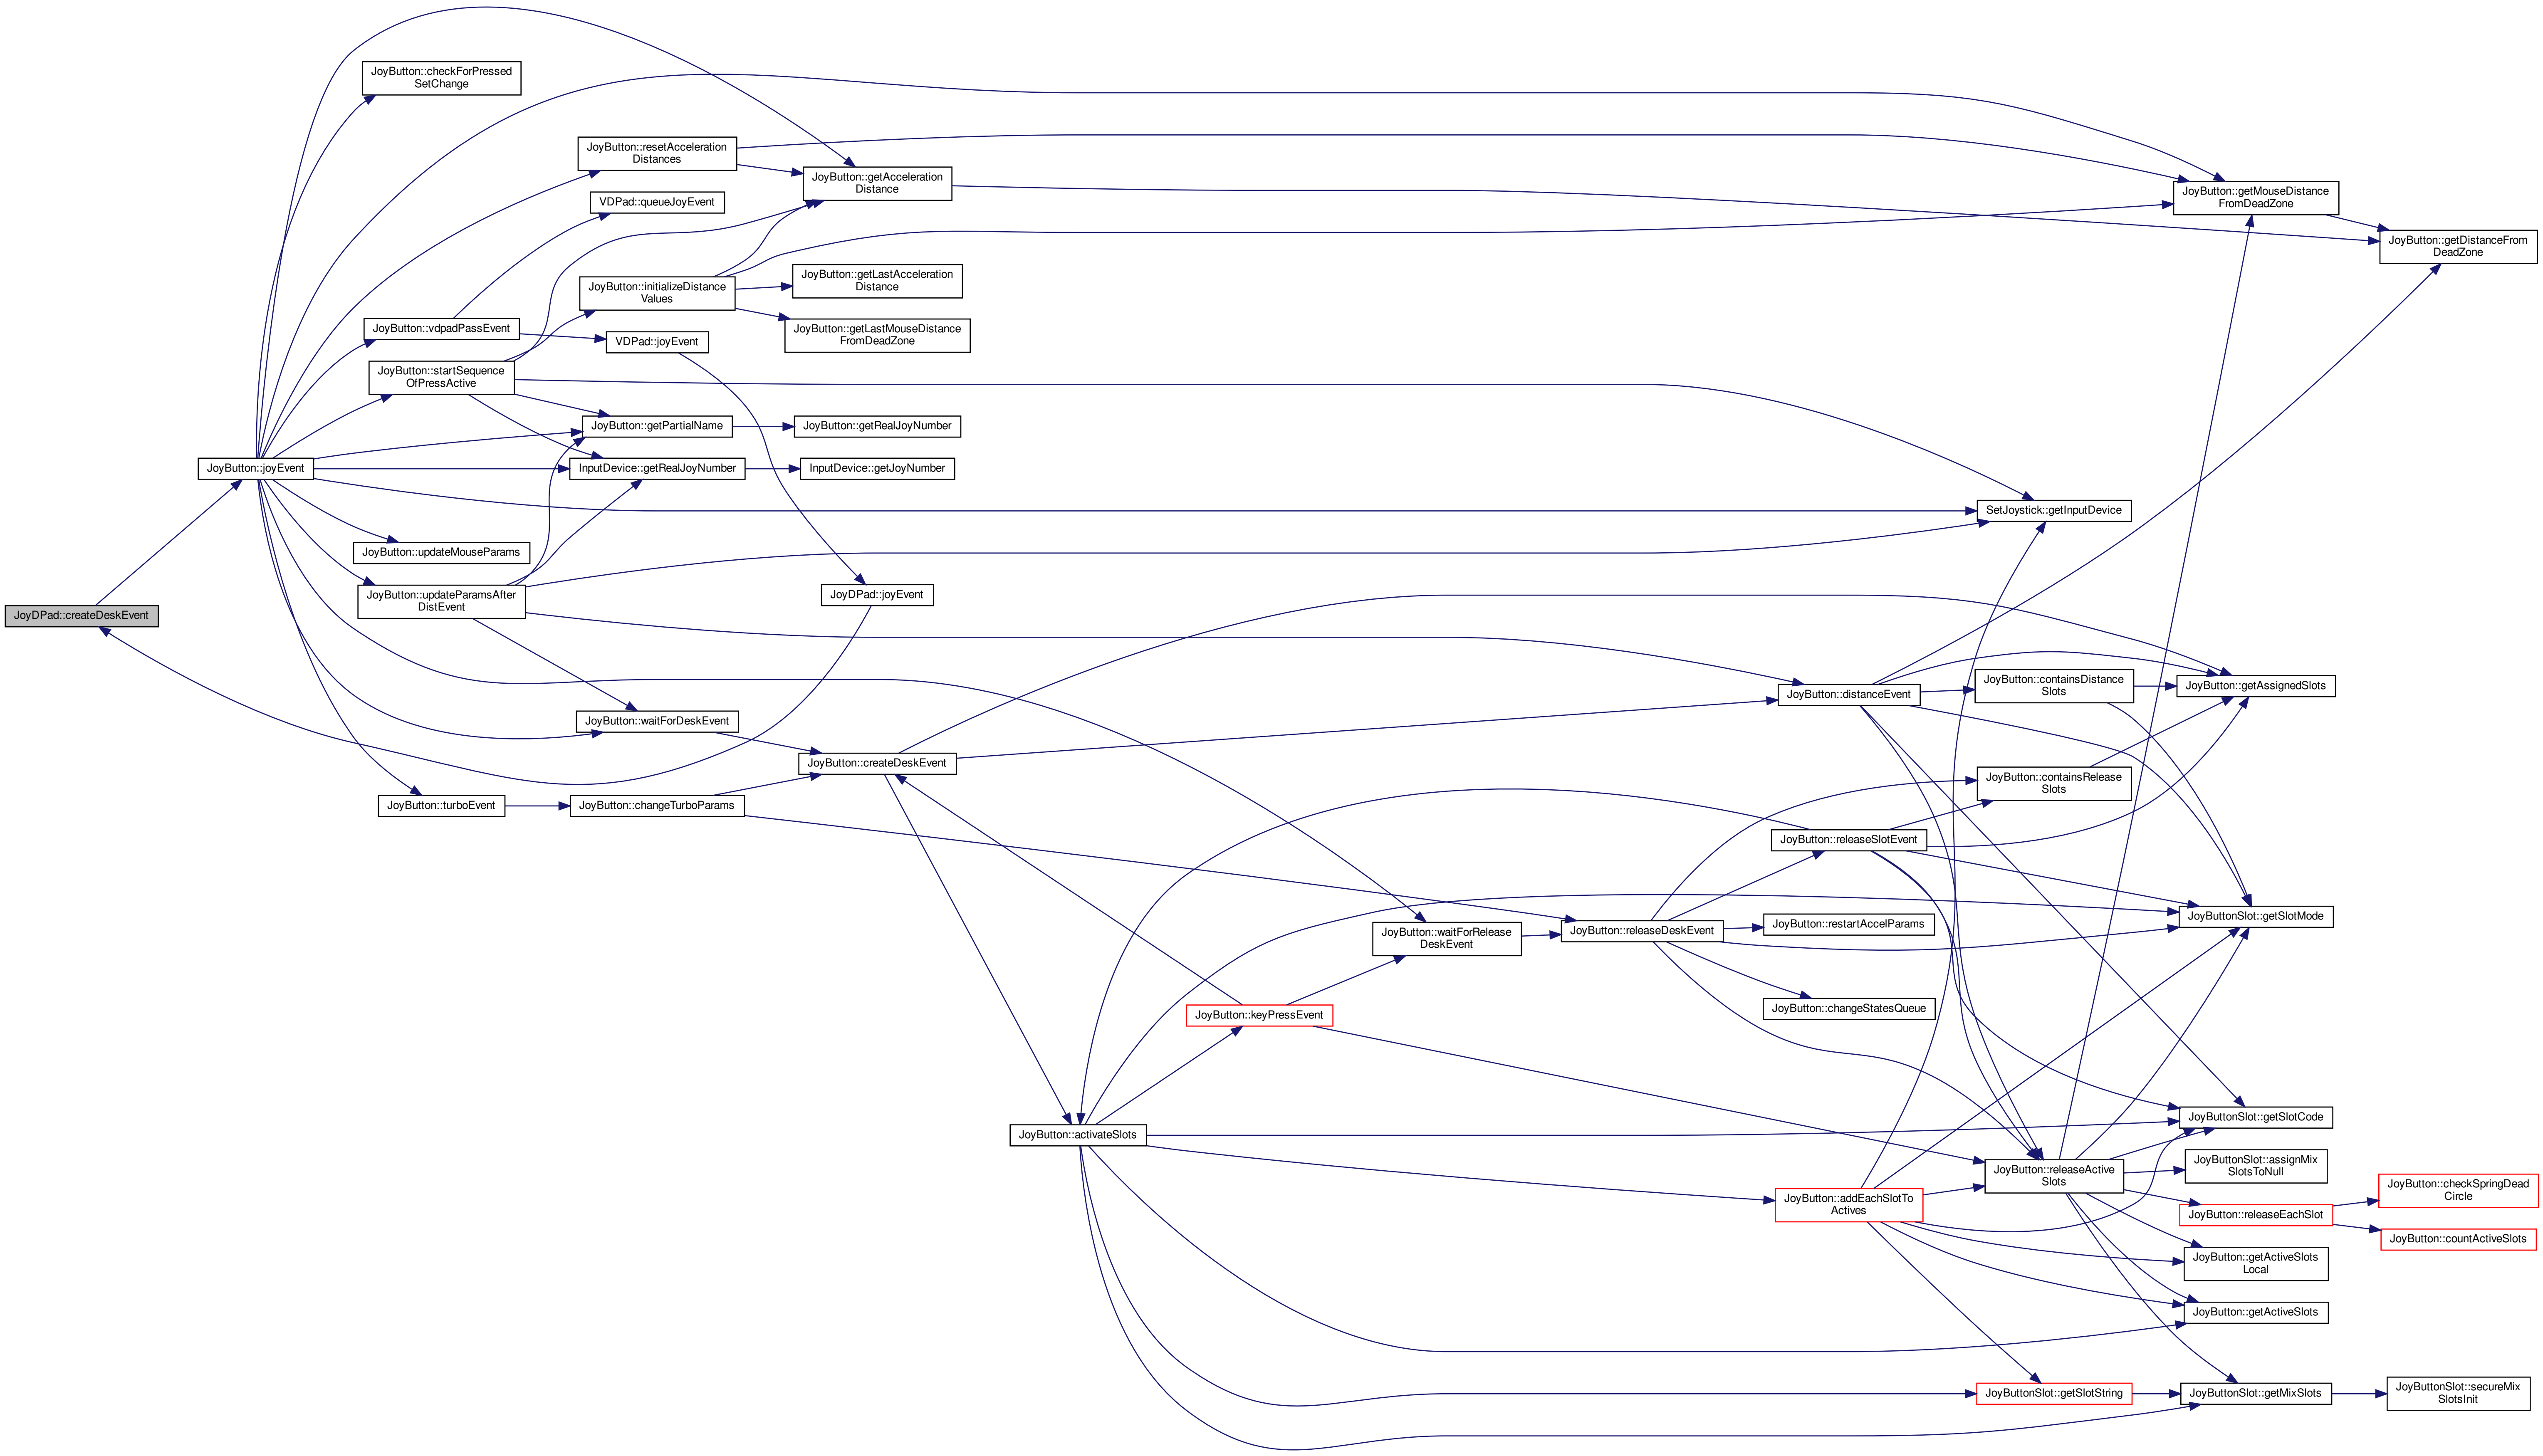 JoyButton::checkForPressed
SetChange
JoyButton::resetAcceleration
Distances
JoyButton::getAcceleration
Distance
JoyButton::getMouseDistance
FromDeadZone
VDPad::queueJoyEvent
JoyButton::getDistanceFrom
DeadZone
JoyButton::getLastAcceleration
Distance
JoyButton::initializeDistance
Values
JoyButton::vdpadPassEvent
JoyButton::getLastMouseDistance
FromDeadZone
VDPad::joyEvent
JoyButton::startSequence
OfPressActive
JoyButton::getPartialName
JoyButton::getRealJoyNumber
JoyButton::joyEvent
InputDevice::getRealJoyNumber
InputDevice::getJoyNumber
SetJoystick::getInputDevice
JoyButton::updateMouseParams
JoyButton::updateParamsAfter
DistEvent
JoyDPad::joyEvent
JoyDPad::createDeskEvent
JoyButton::distanceEvent
JoyButton::containsDistance
Slots
JoyButton::getAssignedSlots
JoyButton::waitForDeskEvent
JoyButton::createDeskEvent
JoyButton::containsRelease
Slots
JoyButton::turboEvent
JoyButton::changeTurboParams
JoyButton::releaseSlotEvent
JoyButton::waitForRelease
DeskEvent
JoyButton::releaseDeskEvent
JoyButton::restartAccelParams
JoyButtonSlot::getSlotMode
JoyButton::changeStatesQueue
JoyButton::keyPressEvent
JoyButtonSlot::getSlotCode
JoyButton::activateSlots
JoyButton::releaseActive
Slots
JoyButtonSlot::assignMix
SlotsToNull
JoyButton::addEachSlotTo
Actives
JoyButton::releaseEachSlot
JoyButton::checkSpringDead
Circle
JoyButton::countActiveSlots
JoyButton::getActiveSlots
Local
JoyButton::getActiveSlots
JoyButtonSlot::getSlotString
JoyButtonSlot::getMixSlots
JoyButtonSlot::secureMix
SlotsInit